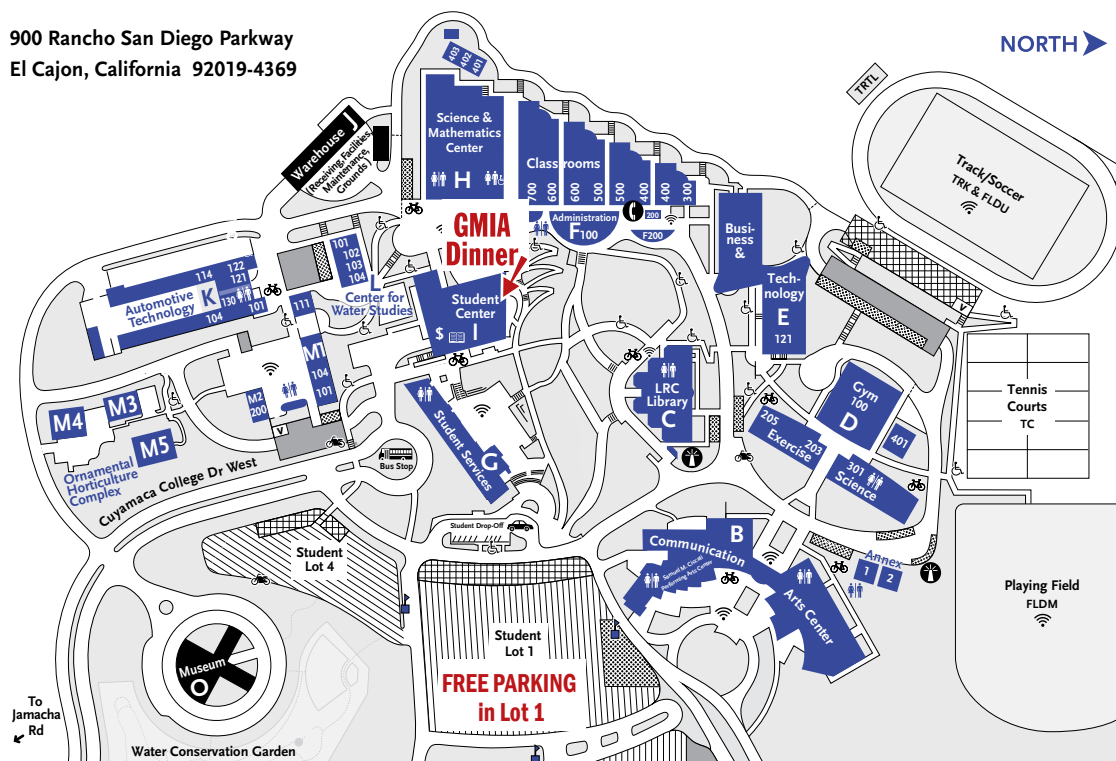 900 Rancho San Diego Parkway
El Cajon, California 92019-4369
NORTH
403
402
401
TRTL
Science &
Mathematics
Center
H
Warehouse J
(Receiving, Facilities,
Maintenance,
Grounds)
Classrooms
700
600
600
500
500
400
400
300
Track/Soccer
TRK & FLDU
GMIA
Dinner
Administration
F100
200
F200
Busi-
ness
&
Tech-
nology
E
121
101
102
103
104
L
Center for
Water Studies
114
122
121
Automotive
Technology
K
130
101
104
111
Student
Center
$
I
M1
104
101
M2
200
V
V
LRC
Library
C
Gym
100
D
401
Tennis
Courts
TC
M4
M3
M5
Ornamental
Horticulture
Complex
Student Services
G
205
Exercise
203
301
Science
Bus Stop
Cuyamaca College Dr West
Student Drop-Off
Student
Lot 4
B
Communication
Samuel M. Ciccati
Performing Arts Center
Arts Center
Annex
1
2
Playing Field
FLDM
Student
Lot 1
FREE PARKING
in Lot 1
Museum
O
To
Jamacha
Rd
Water Conservation Garden